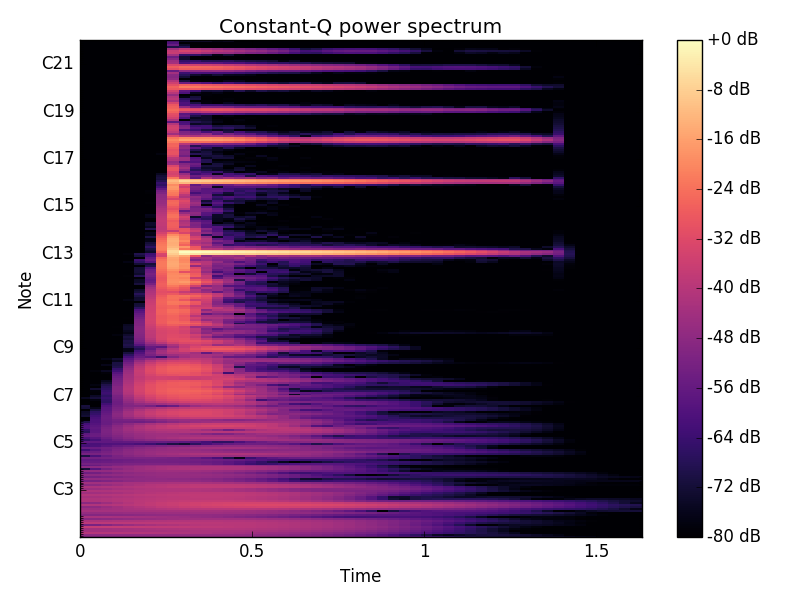 Constant-Q power spectrum
Note
C21
C19
C17
C15
C13
C11
C9
C7
C5
C3
0
0.5
1
1.5
Time
+0 dB
-8 dB
-16 dB
-24 dB
-32 dB
-40 dB
-48 dB
-56 dB
-64 dB
-72 dB
-80 dB